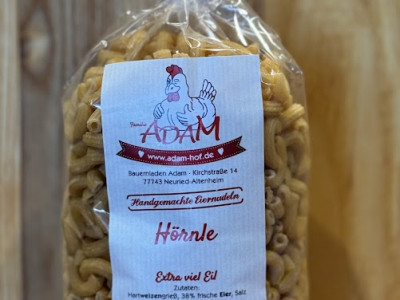 Familie
ADAM
www.adam-hof.de
Bauernladen Adam - Kirchstraße 14
77743 Neuried-Altenheim
Handgemachte Eiernudeln
Hörnle
Extra viel Ei!
Zutaten:
Hartweizengrieß, 38% frische Eier, Salz